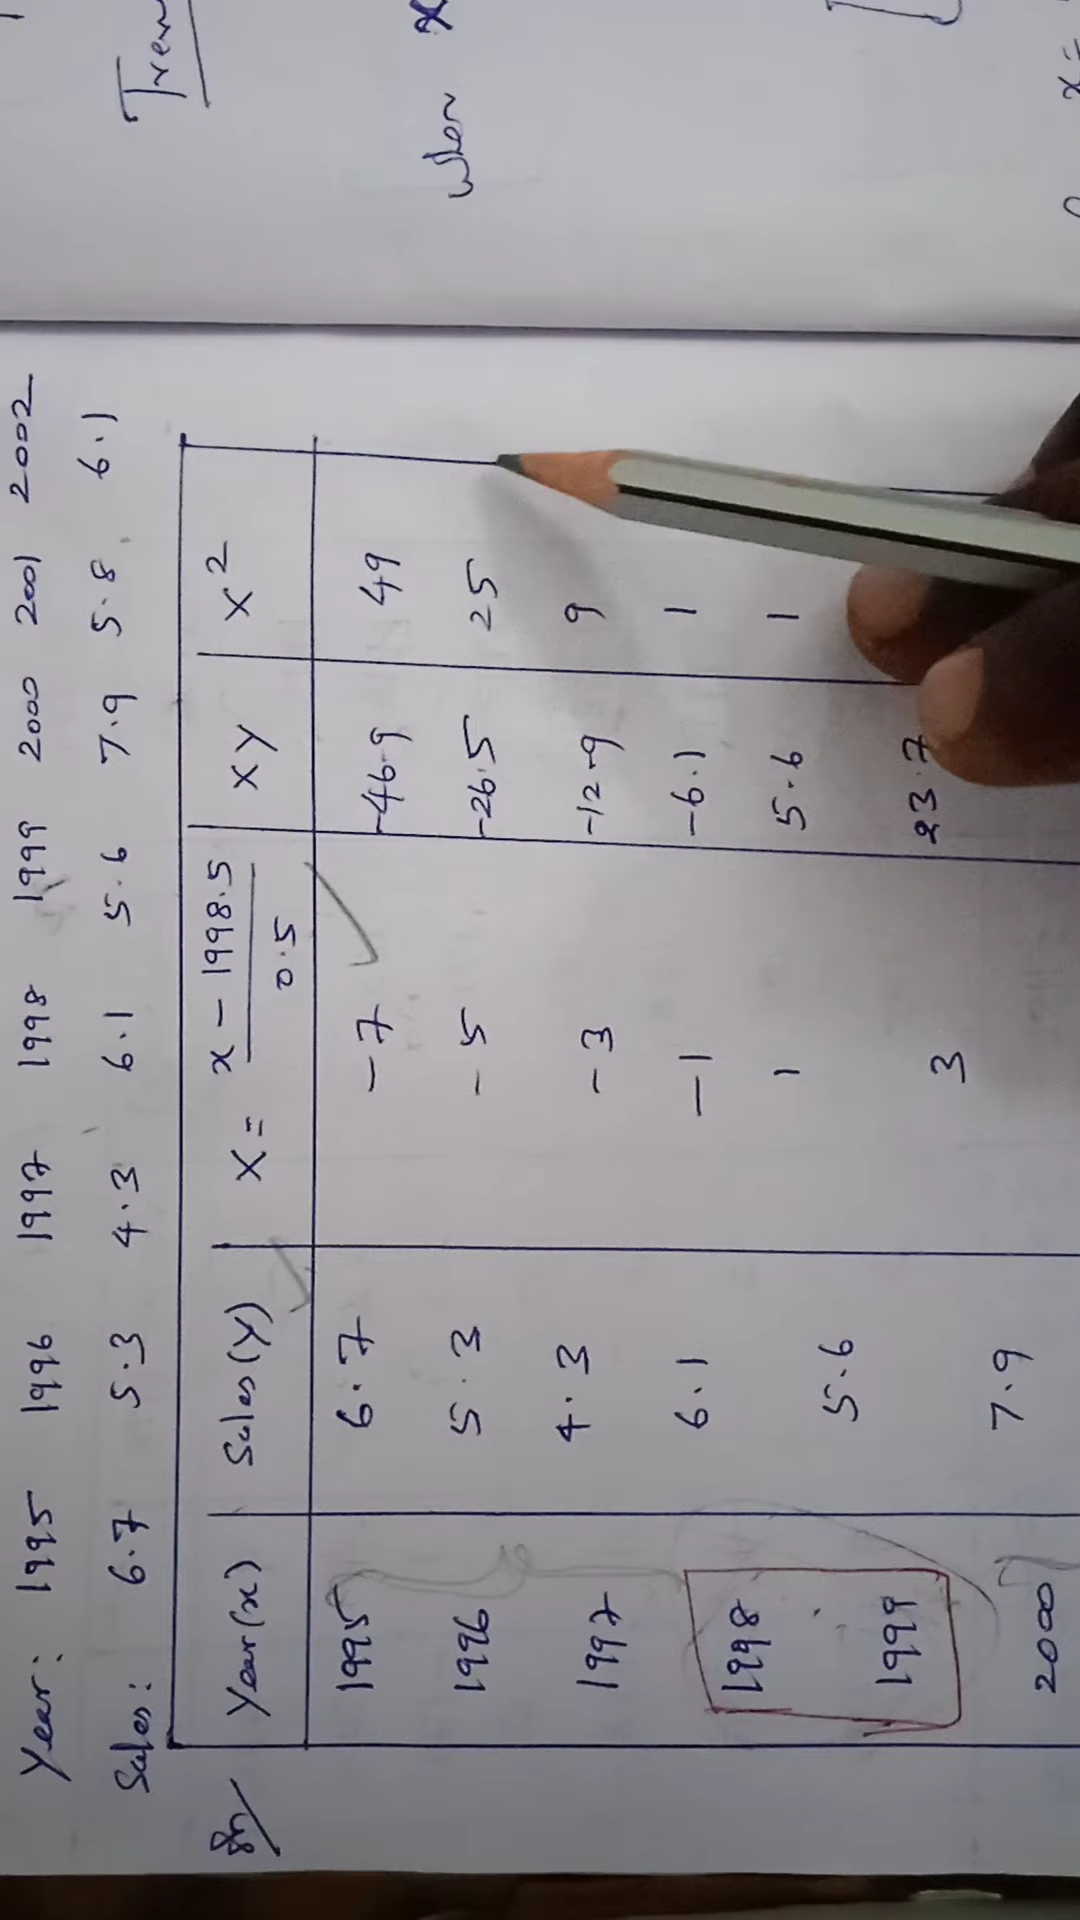 Year: 1995 1996 1997 1998 1999 2000 2001 2002
Sales: 6.7 5.3 4.3 6.1 5.6 7.9 5.8 6.1
Year(x) Sales(y) X = x - 1998.5 / 0.5 XY X²
1995 6.7 -7 -46.9 49
1996 5.3 -5 -26.5 25
1997 4.3 -3 -12.9 9
1998 6.1 -1 -6.1 1
1999 5.6 1 5.6 1
2000 7.9 3 23.7
when x